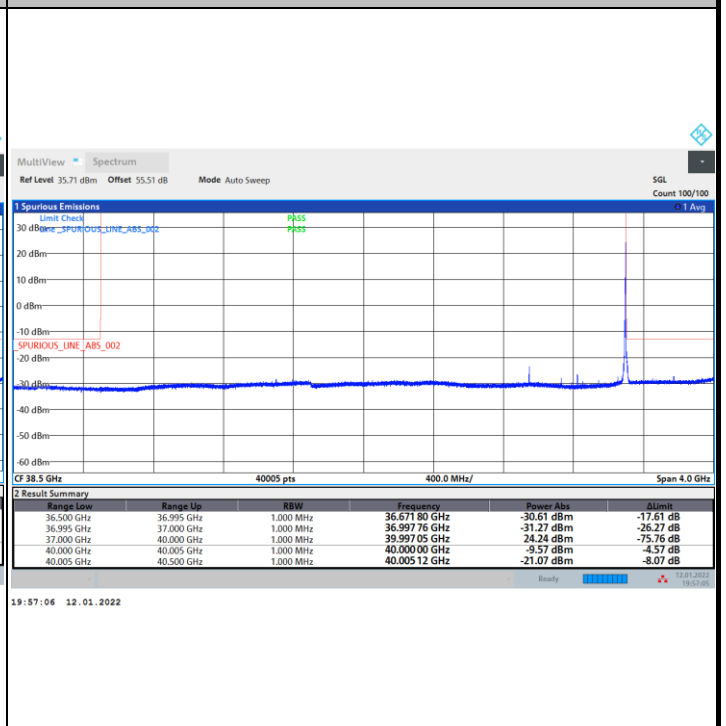 MultiView Spectrum
Ref Level 35.71 dBm Offset 55.51 dB Mode Auto Sweep SGL
Count 100/100
1 Spurious Emissions 1 Avg
Limit Check PASS
30 dBm Line _SPURIOUS_LINE_ABS_002 PASS
20 dBm
10 dBm
0 dBm
-10 dBm
_SPURIOUS_LINE_ABS_002
-20 dBm
-30 dBm
-40 dBm
-50 dBm
-60 dBm
CF 38.5 GHz 40005 pts 400.0 MHz/ Span 4.0 GHz
2 Result Summary
Range Low Range Up RBW Frequency Power Abs ΔLimit
36.500 GHz 36.995 GHz 1.000 MHz 36.671 80 GHz -30.61 dBm -17.61 dB
36.995 GHz 37.000 GHz 1.000 MHz 36.997 76 GHz -31.27 dBm -26.27 dB
37.000 GHz 40.000 GHz 1.000 MHz 39.997 05 GHz 24.24 dBm -75.76 dB
40.000 GHz 40.005 GHz 1.000 MHz 40.000 00 GHz -9.57 dBm -4.57 dB
40.005 GHz 40.500 GHz 1.000 MHz 40.005 12 GHz -21.07 dBm -8.07 dB
Ready 12.01.2022
19:57:05
19:57:06 12.01.2022